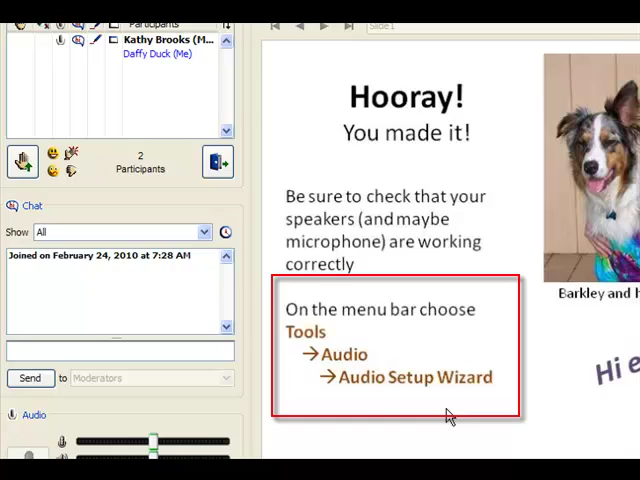 Participants
Slide1
Kathy Brooks (M...
Daffy Duck (Me)
2
Participants
Chat
Show All
Joined on February 24, 2010 at 7:28 AM
Send to Moderators
Audio
Hooray!
You made it!
Be sure to check that your
speakers (and maybe
microphone) are working
correctly
On the menu bar choose
Tools
→Audio
→Audio Setup Wizard
Barkley and
Hi